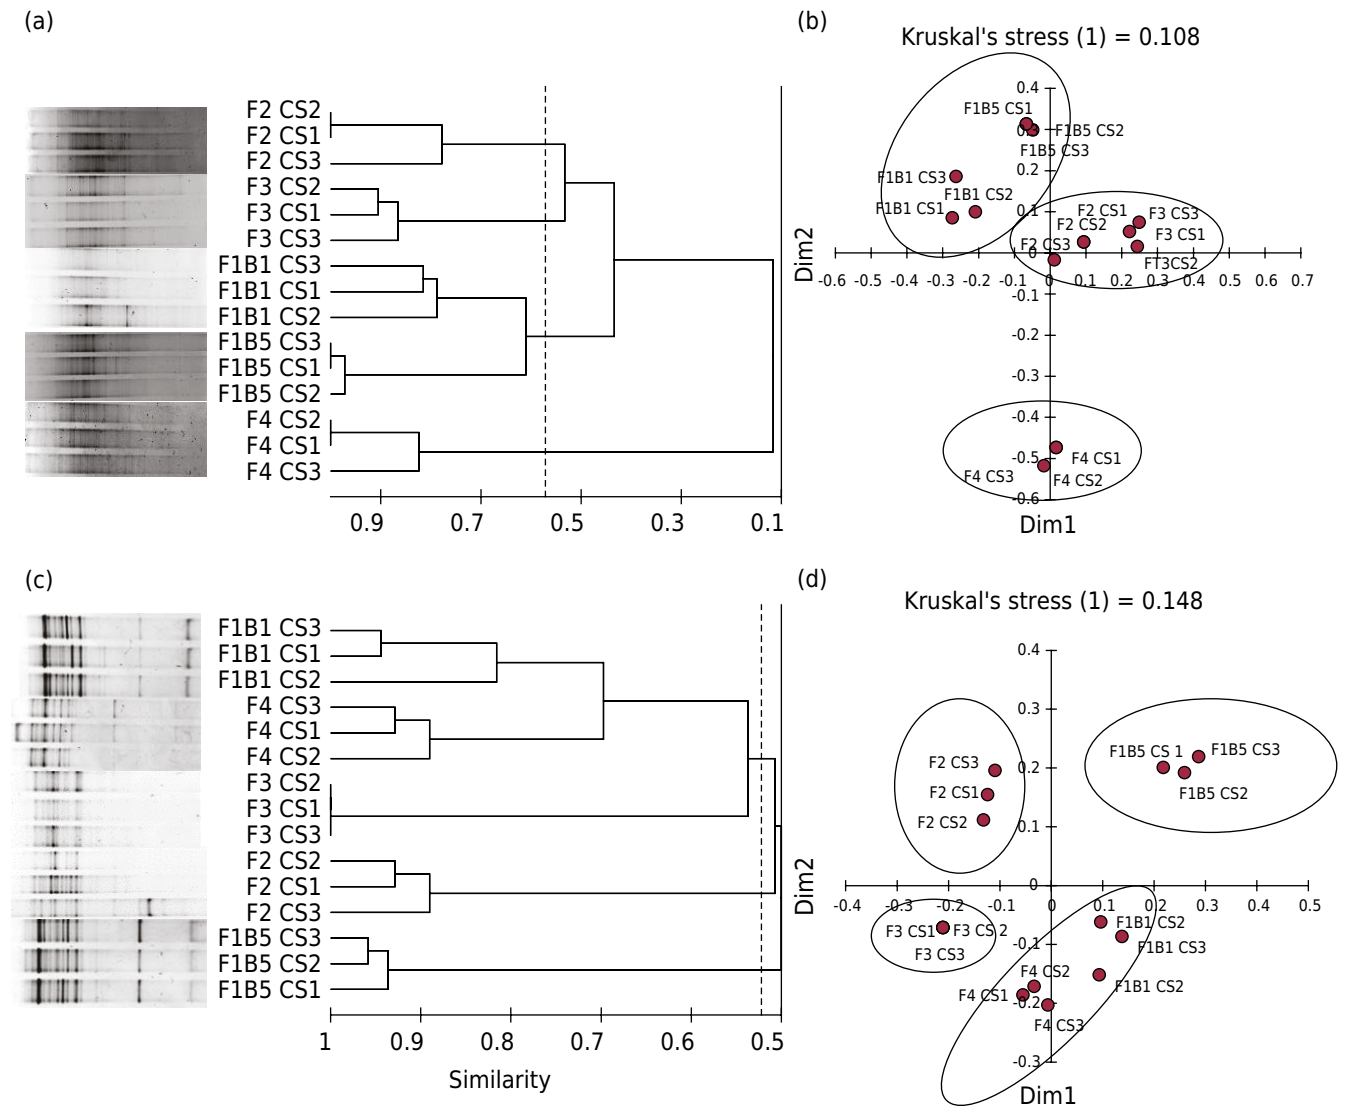 (a)
F2 CS2
F2 CS1
F2 CS3
F3 CS2
F3 CS1
F3 CS3
F1B1 CS3
F1B1 CS1
F1B1 CS2
F1B5 CS3
F1B5 CS1
F1B5 CS2
F4 CS2
F4 CS1
F4 CS3
0.9 0.7 0.5 0.3 0.1
(b)
Kruskal's stress (1) = 0.108
0.4
F1B5 CS1
0.3 F1B5 CS2
F1B5 CS3
0.2
F1B1 CS3
F1B1 CS2
F1B1 CS1
0.1
F2 CS1 F3 CS3
F2 CS2
F3 CS1
F2 CS3
0
FT3CS2
Dim2
-0.6 -0.5 -0.4 -0.3 -0.2 -0.1 0 0.1 0.2 0.3 0.4 0.5 0.6 0.7
-0.1
-0.2
-0.3
-0.4
-0.5
F4 CS1
F4 CS3 F4 CS2
-0.6
Dim1
(c)
F1B1 CS3
F1B1 CS1
F1B1 CS2
F4 CS3
F4 CS1
F4 CS2
F3 CS2
F3 CS1
F3 CS3
F2 CS2
F2 CS1
F2 CS3
F1B5 CS3
F1B5 CS2
F1B5 CS1
1 0.9 0.8 0.7 0.6 0.5
Similarity
(d)
Kruskal's stress (1) = 0.148
0.4
0.3
F1B5 CS 1 F1B5 CS3
F2 CS3
0.2
F2 CS1 F1B5 CS2
F2 CS2
0.1
0
Dim2
-0.4 -0.3 -0.2 -0.1 0 0.1 0.2 0.3 0.4 0.5
F1B1 CS2
F3 CS1 F3 CS 2
-0.1
F1B1 CS3
F3 CS3
F4 CS2
F1B1 CS2
F4 CS1
-0.2
F4 CS3
-0.3
Dim1